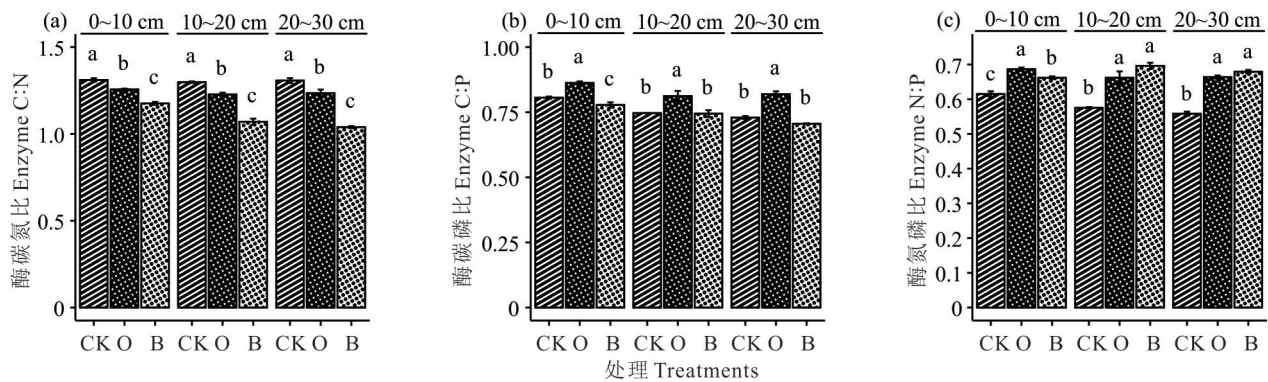 (a)
0~10 cm 10~20 cm 20~30 cm
酶碳氮比 Enzyme C:N
1.5
1.0
0.5
0
a b c a b c a b c
CK O B CK O B CK O B
(b)
0~10 cm 10~20 cm 20~30 cm
酶碳磷比 Enzyme C:P
1.00
0.75
0.50
0.25
0
b a c b a b b a b
CK O B CK O B CK O B
处理 Treatments
(c)
0~10 cm 10~20 cm 20~30 cm
酶氮磷比 Enzyme N:P
0.7
0.6
0.5
0.4
0.3
0.2
0.1
0
c a b b a a b a a
CK O B CK O B CK O B